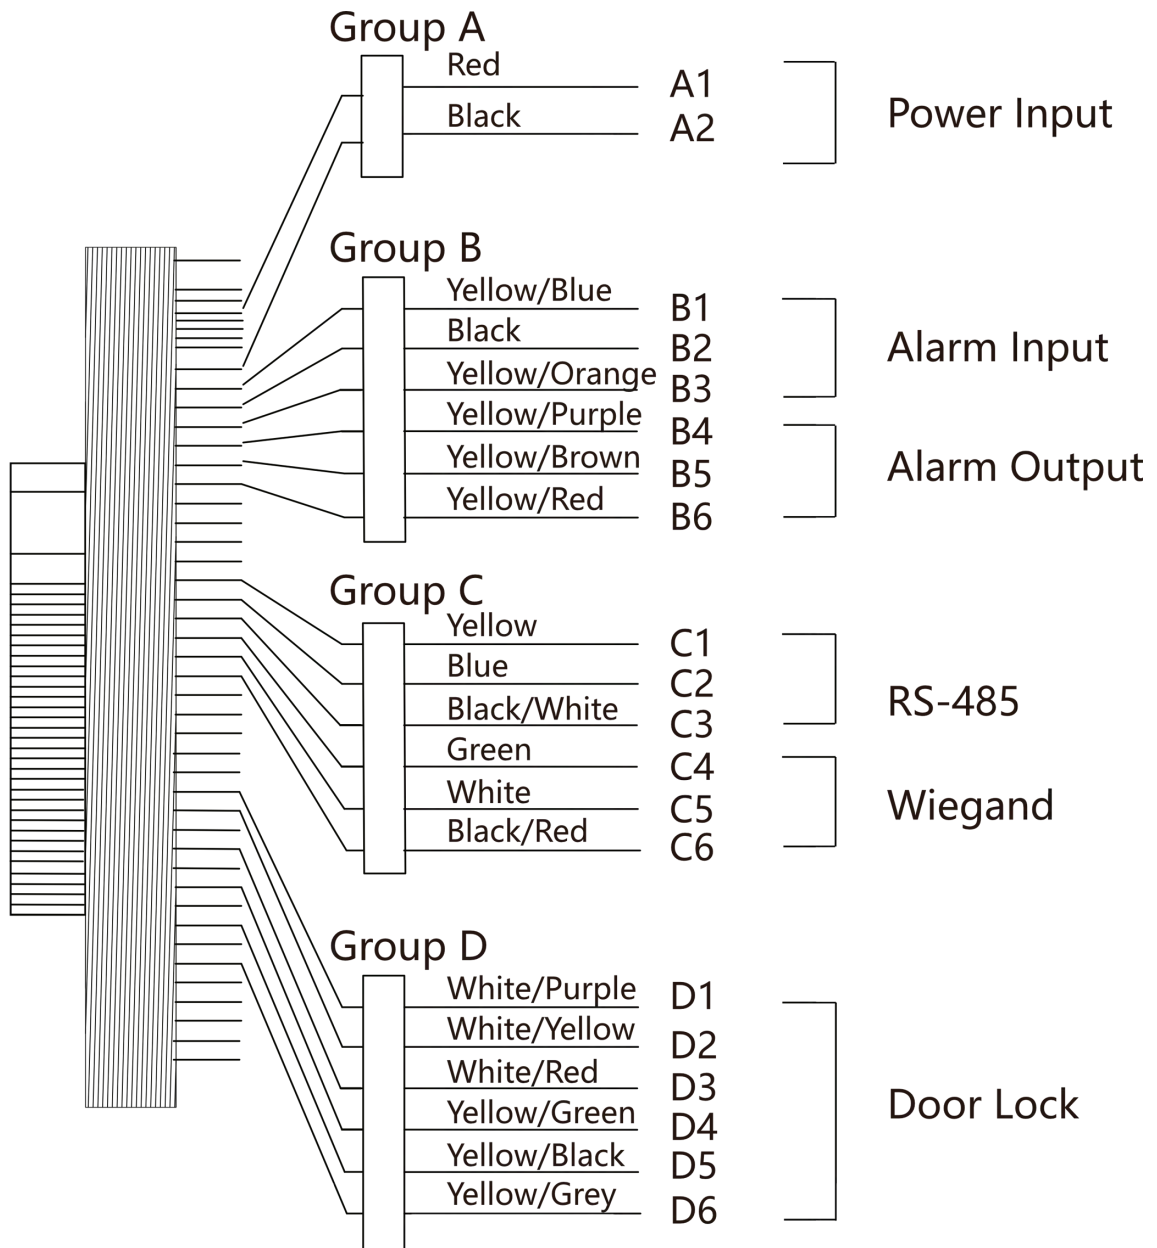 Group A
Red
A1
Black
A2
Power Input
Group B
Yellow/Blue
B1
Black
B2
Yellow/Orange
B3
Alarm Input
Yellow/Purple
B4
Yellow/Brown
B5
Yellow/Red
B6
Alarm Output
Group C
Yellow
C1
Blue
C2
Black/White
C3
RS-485
Green
C4
White
C5
Black/Red
C6
Wiegand
Group D
White/Purple
D1
White/Yellow
D2
White/Red
D3
Yellow/Green
D4
Yellow/Black
D5
Yellow/Grey
D6
Door Lock